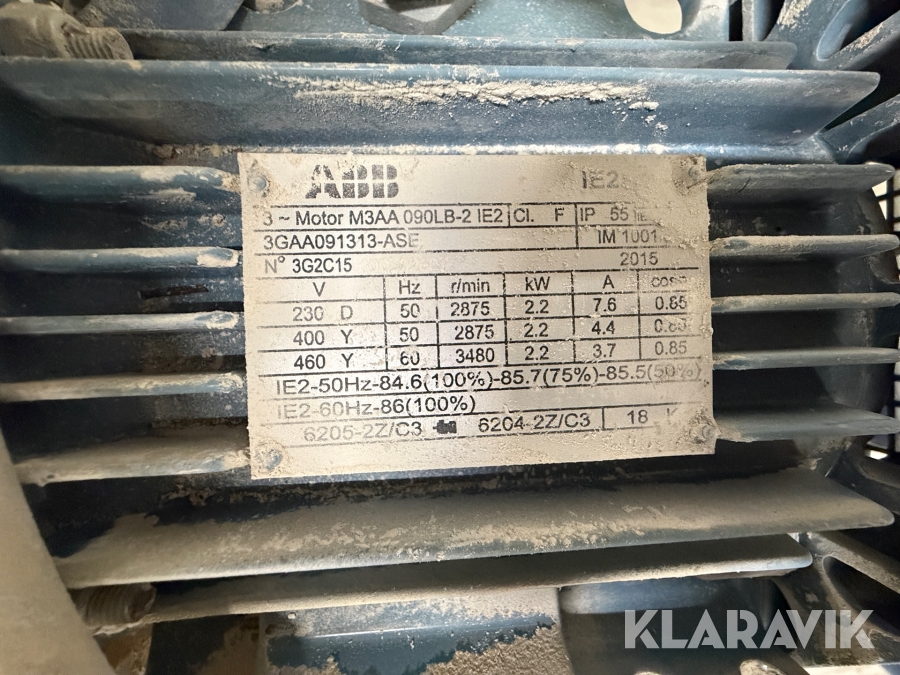 ABB IE2
3 ~ Motor M3AA 090LB-2 IE2 Cl. F IP 55
3GAA091313-ASE IM 1001
N° 3G2C15 2015
V Hz r/min kW A
230 D 50 2875 2.2 7.6 0.85
400 Y 50 2875 2.2 4.4
460 Y 60 3480 2.2 3.7 0.85
IE2-50Hz-84.6(100%)-85.7(75%)-85.5(50%)
IE2-60Hz-86(100%)
6205-2Z/C3 6204-2Z/C3 18 K
KLARAVIK